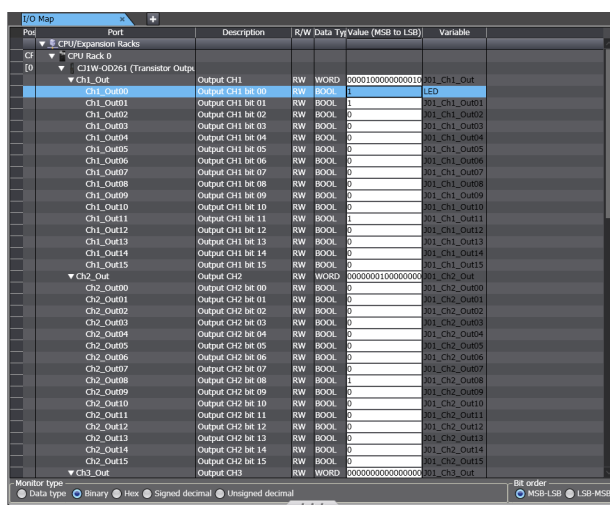 I/O Map × +
Pos Port Description R/W Data Ty Value (MSB to LSB) Variable
▼ CPU/Expansion Racks
CF ▼ CPU Rack 0
[0 ▼ CJ1W-OD261 (Transistor Outpu
▼Ch1_Out Output CH1 RW WORD 0000100000000010 J01_Ch1_Out
Ch1_Out00 Output CH1 bit 00 RW BOOL 1 LED
Ch1_Out01 Output CH1 bit 01 RW BOOL 1 J01_Ch1_Out01
Ch1_Out02 Output CH1 bit 02 RW BOOL 0 J01_Ch1_Out02
Ch1_Out03 Output CH1 bit 03 RW BOOL 0 J01_Ch1_Out03
Ch1_Out04 Output CH1 bit 04 RW BOOL 0 J01_Ch1_Out04
Ch1_Out05 Output CH1 bit 05 RW BOOL 0 J01_Ch1_Out05
Ch1_Out06 Output CH1 bit 06 RW BOOL 0 J01_Ch1_Out06
Ch1_Out07 Output CH1 bit 07 RW BOOL 0 J01_Ch1_Out07
Ch1_Out08 Output CH1 bit 08 RW BOOL 0 J01_Ch1_Out08
Ch1_Out09 Output CH1 bit 09 RW BOOL 0 J01_Ch1_Out09
Ch1_Out10 Output CH1 bit 10 RW BOOL 0 J01_Ch1_Out10
Ch1_Out11 Output CH1 bit 11 RW BOOL 1 J01_Ch1_Out11
Ch1_Out12 Output CH1 bit 12 RW BOOL 0 J01_Ch1_Out12
Ch1_Out13 Output CH1 bit 13 RW BOOL 0 J01_Ch1_Out13
Ch1_Out14 Output CH1 bit 14 RW BOOL 0 J01_Ch1_Out14
Ch1_Out15 Output CH1 bit 15 RW BOOL 0 J01_Ch1_Out15
▼Ch2_Out Output CH2 RW WORD 0000000100000000 J01_Ch2_Out
Ch2_Out00 Output CH2 bit 00 RW BOOL 0 J01_Ch2_Out00
Ch2_Out01 Output CH2 bit 01 RW BOOL 0 J01_Ch2_Out01
Ch2_Out02 Output CH2 bit 02 RW BOOL 0 J01_Ch2_Out02
Ch2_Out03 Output CH2 bit 03 RW BOOL 0 J01_Ch2_Out03
Ch2_Out04 Output CH2 bit 04 RW BOOL 0 J01_Ch2_Out04
Ch2_Out05 Output CH2 bit 05 RW BOOL 0 J01_Ch2_Out05
Ch2_Out06 Output CH2 bit 06 RW BOOL 0 J01_Ch2_Out06
Ch2_Out07 Output CH2 bit 07 RW BOOL 0 J01_Ch2_Out07
Ch2_Out08 Output CH2 bit 08 RW BOOL 1 J01_Ch2_Out08
Ch2_Out09 Output CH2 bit 09 RW BOOL 0 J01_Ch2_Out09
Ch2_Out10 Output CH2 bit 10 RW BOOL 0 J01_Ch2_Out10
Ch2_Out11 Output CH2 bit 11 RW BOOL 0 J01_Ch2_Out11
Ch2_Out12 Output CH2 bit 12 RW BOOL 0 J01_Ch2_Out12
Ch2_Out13 Output CH2 bit 13 RW BOOL 0 J01_Ch2_Out13
Ch2_Out14 Output CH2 bit 14 RW BOOL 0 J01_Ch2_Out14
Ch2_Out15 Output CH2 bit 15 RW BOOL 0 J01_Ch2_Out15
▼Ch3_Out Output CH3 RW WORD 0000000000000000 J01_Ch3_Out
Monitor type Bit order
Data type Binary Hex Signed decimal Unsigned decimal MSB-LSB LSB-MSB